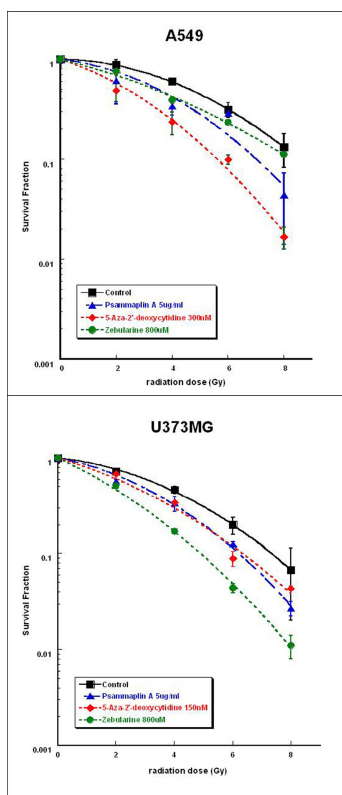 A549
1
0.1
0.01
0.001
Survival Fraction
Control
Psammaplin A 5ug/ml
5-Aza-2'-deoxycytidine 300nM
Zebularine 800uM
0 2 4 6 8
radiation dose (Gy)
U373MG
1
0.1
0.01
0.001
Survival Fraction
Control
Psammaplin A 5ug/ml
5-Aza-2'-deoxycytidine 150nM
Zebularine 800uM
0 2 4 6 8
radiation dose (Gy)